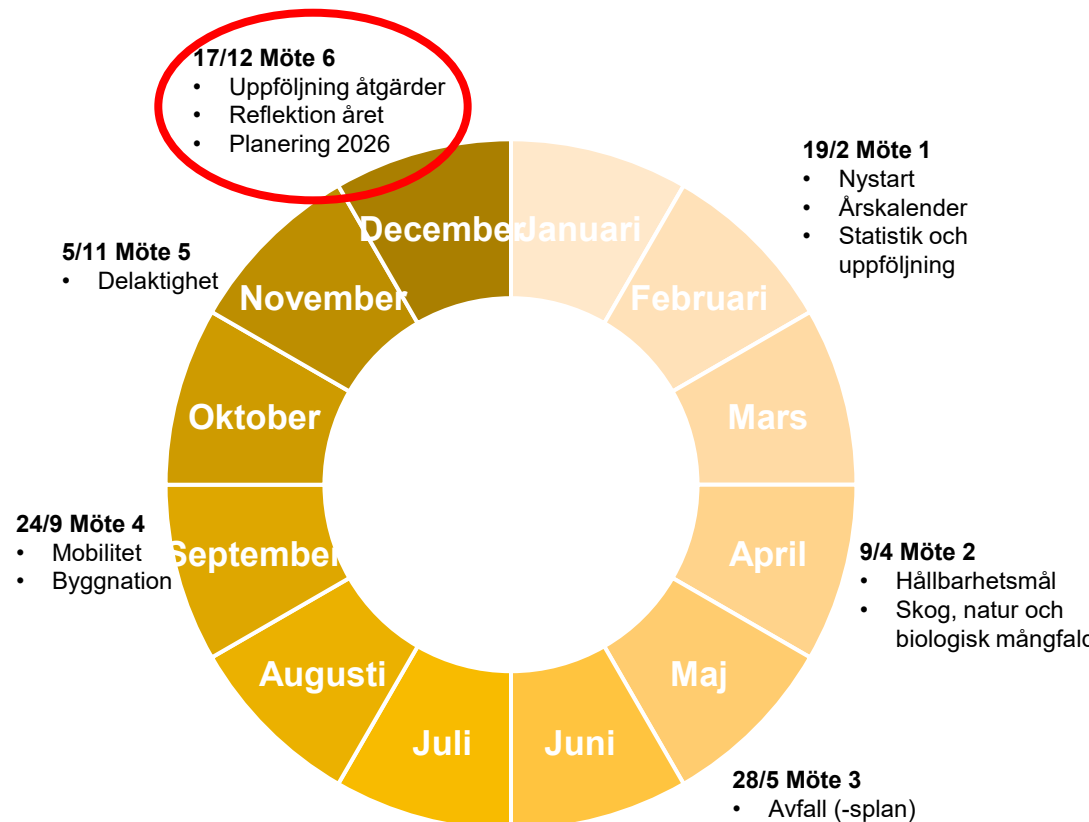 17/12 Möte 6
• Uppföljning åtgärder
• Reflektion året
• Planering 2026
19/2 Möte 1
• Nystart
• Årskalender
• Statistik och
uppföljning
5/11 Möte 5
• Delaktighet
December
Januari
November
Februari
Oktober
Mars
24/9 Möte 4
• Mobilitet
• Byggnation
September
April
9/4 Möte 2
• Hållbarhetsmål
• Skog, natur och
biologisk mångfald
Augusti
Maj
Juli
Juni
28/5 Möte 3
• Avfall (-splan)